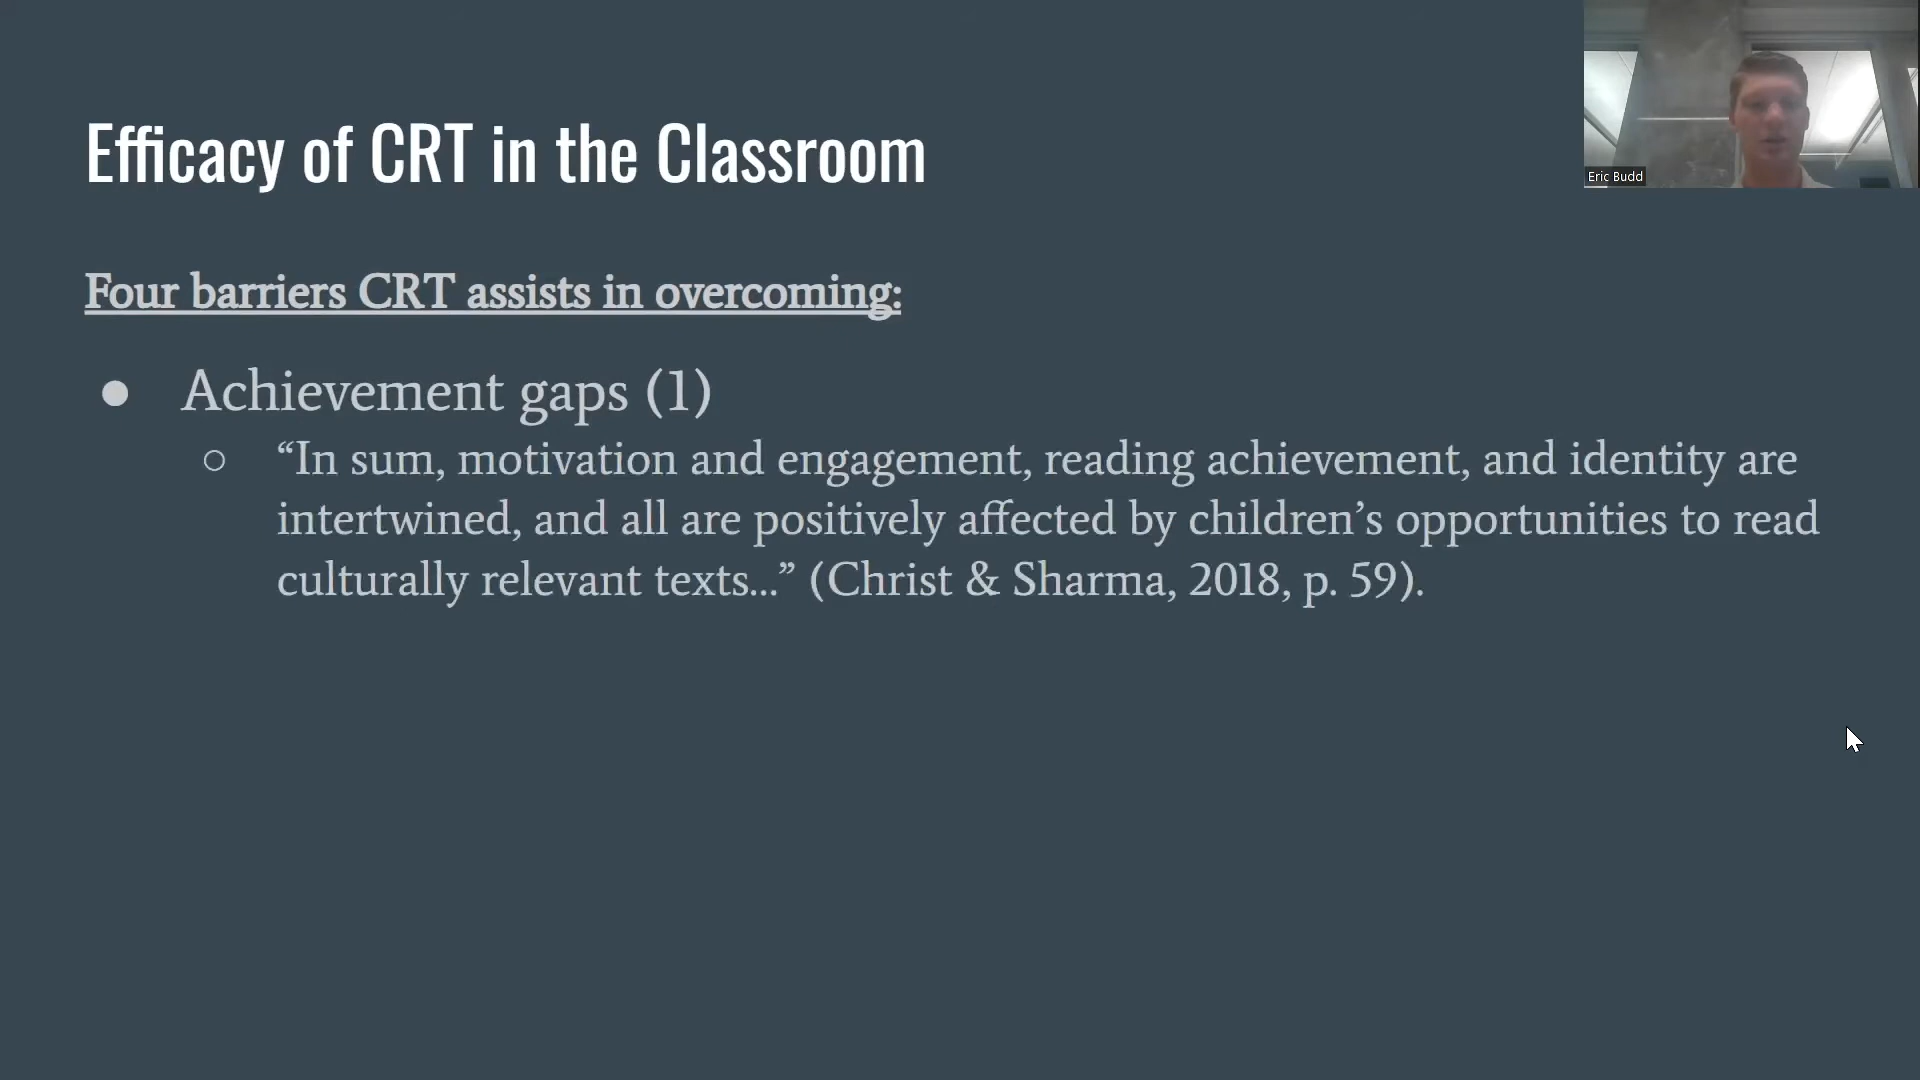 Efficacy of CRT in the Classroom
Eric Budd
Four barriers CRT assists in overcoming:
● Achievement gaps (1)
○ “In sum, motivation and engagement, reading achievement, and identity are
intertwined, and all are positively affected by children’s opportunities to read
culturally relevant texts...” (Christ & Sharma, 2018, p. 59).